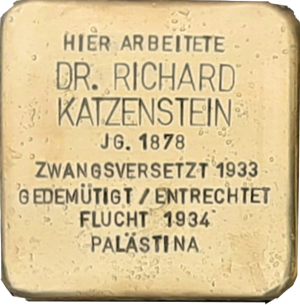 HIER ARBEITETE
DR. RICHARD
KATZENSTEIN
JG. 1878
ZWANGSVERSETZT 1933
GEDEMÜTIGT / ENTRECHTET
FLUCHT 1934
PALÄSTINA